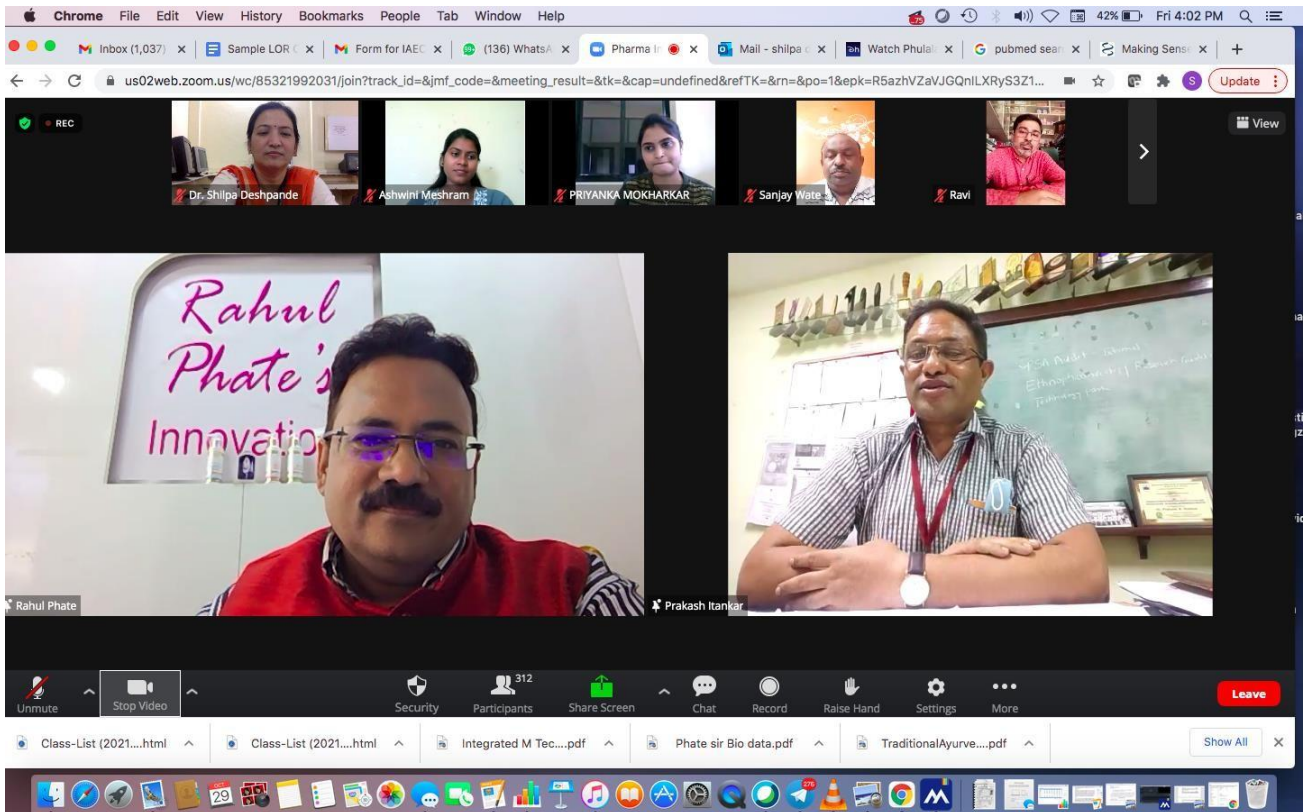 Chrome File Edit View History Bookmarks People Tab Window Help
42% Fri 4:02 PM
Inbox (1,037)
Sample LOR
Form for IAEC
(136) WhatsA
Pharma In
Mail - shilpa
Watch Phulal
pubmed sear
Making Sens
us02web.zoom.us/wc/85321992031/join?track_id=&jmf_code=&meeting_result=&tk=&cap=undefined&refTK=&rn=&po=1&epk=R5azhVZaVJGQnILXRyS3Z1...
S
Update
REC
View
Dr. Shilpa Deshpande
Ashwini Meshram
PRIYANKA MOKHARKAR
Sanjay Wate
Ravi
Rahul
Phate's
Innovatio
Rahul Phate
Prakash Itankar
Unmute
Stop Video
Security
312
Participants
Share Screen
Chat
Record
Raise Hand
Settings
More
Leave
Class-List (2021....html
Class-List (2021....html
Integrated M Tec....pdf
Phate sir Bio data.pdf
TraditionalAyurve....pdf
Show All
29